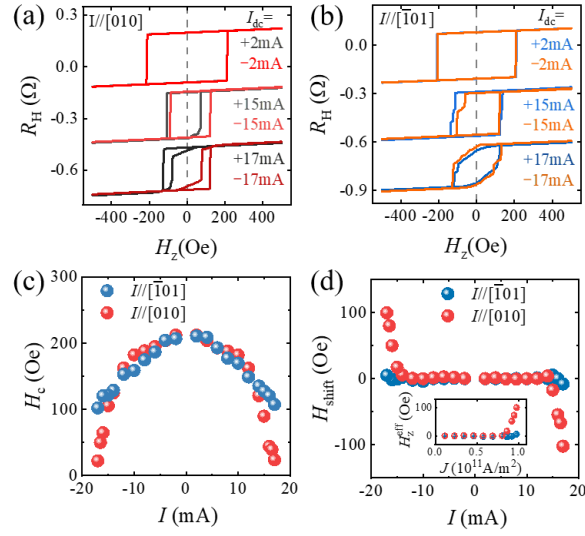 (a)
I//[010]
I_dc=
+2mA
−2mA
+15mA
−15mA
+17mA
−17mA
0.3
0.0
-0.3
-0.6
R_H (Ω)
-400 -200 0 200 400
H_z(Oe)
(b)
I//[1̄01]
I_dc=
+2mA
−2mA
+15mA
−15mA
+17mA
−17mA
0.3
0.0
-0.3
-0.6
-0.9
R_H (Ω)
-400 -200 0 200 400
H_z(Oe)
(c)
I//[1̄01]
I//[010]
300
200
100
0
H_c (Oe)
-20 -10 0 10 20
I (mA)
(d)
I//[1̄01]
I//[010]
100
0
-100
H_shift (Oe)
H_z^eff (Oe)
100
0
0.0 0.5 1.0
J (10¹¹A/m²)
-20 -10 0 10 20
I (mA)